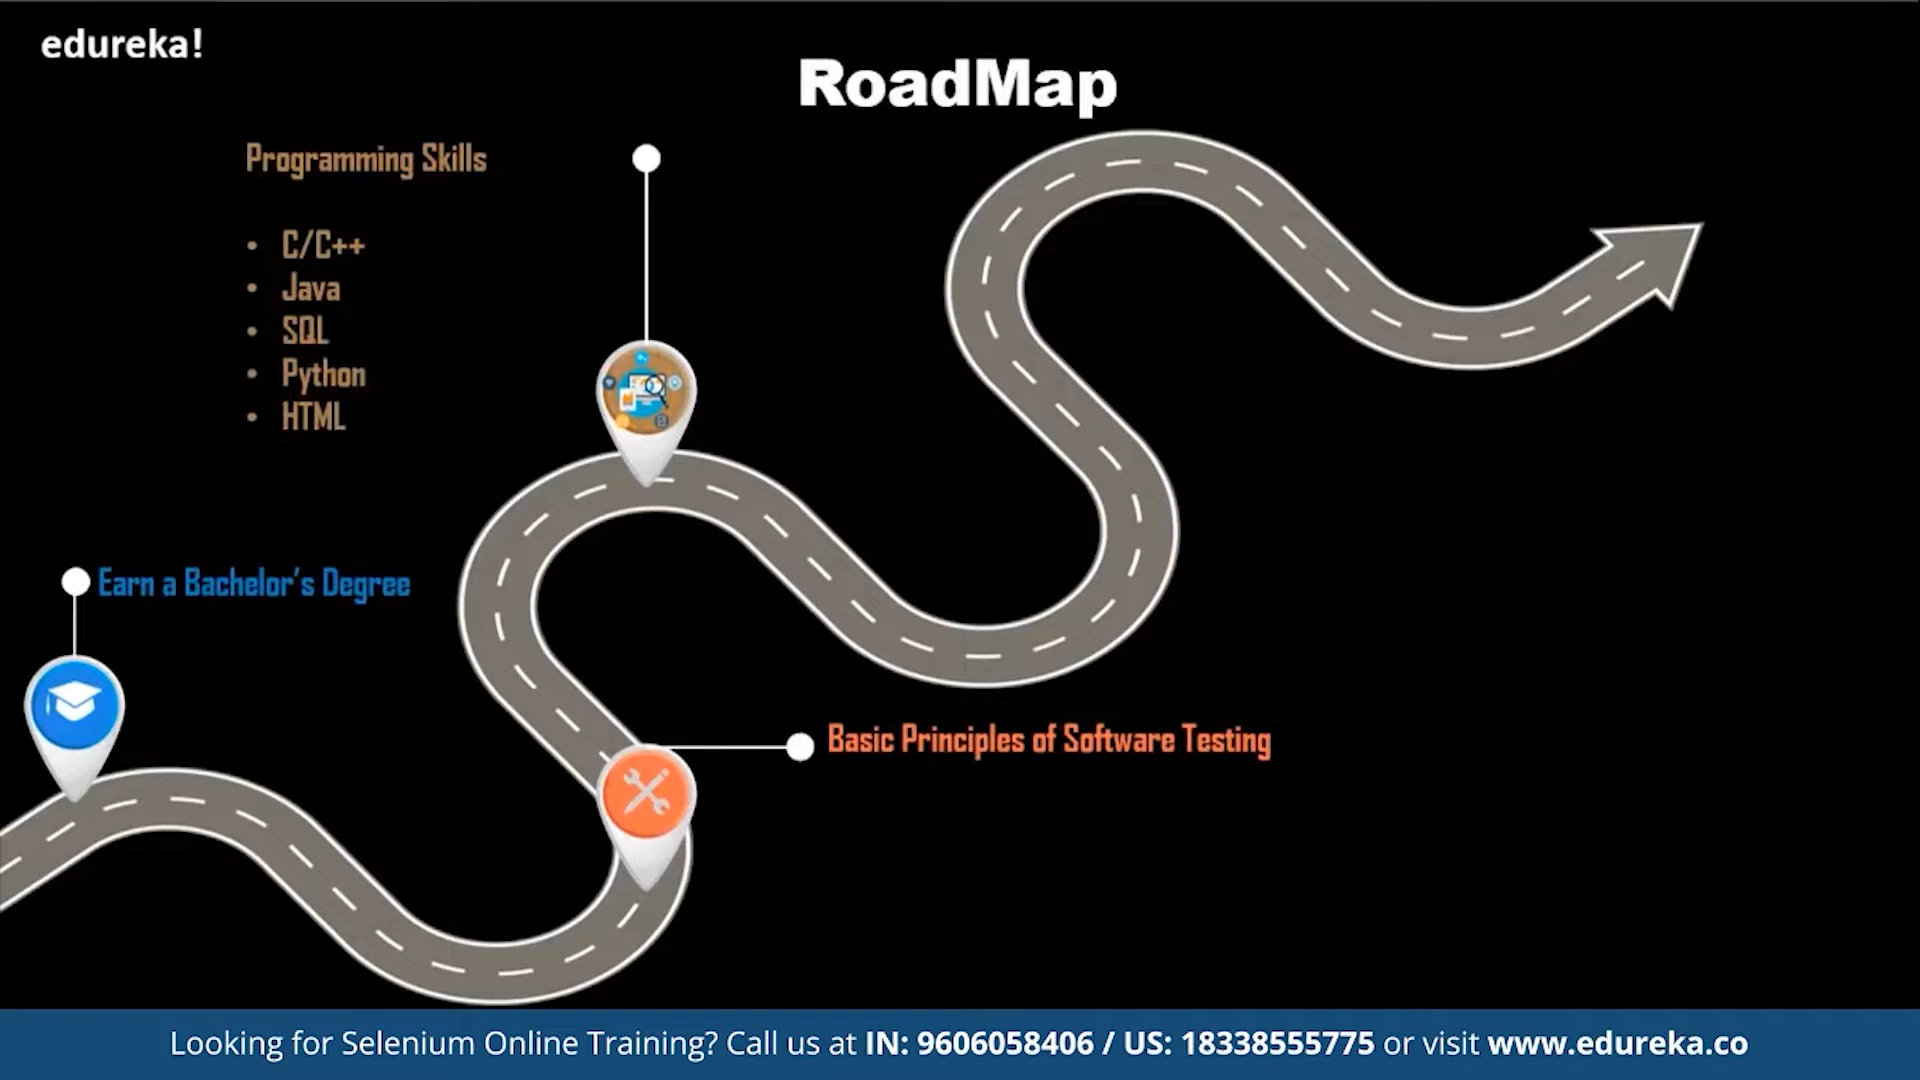 edureka!
RoadMap
Programming Skills
• C/C++
• Java
• SQL
• Python
• HTML
Earn a Bachelor's Degree
Basic Principles of Software Testing
Looking for Selenium Online Training? Call us at IN: 9606058406 / US: 18338555775 or visit www.edureka.co